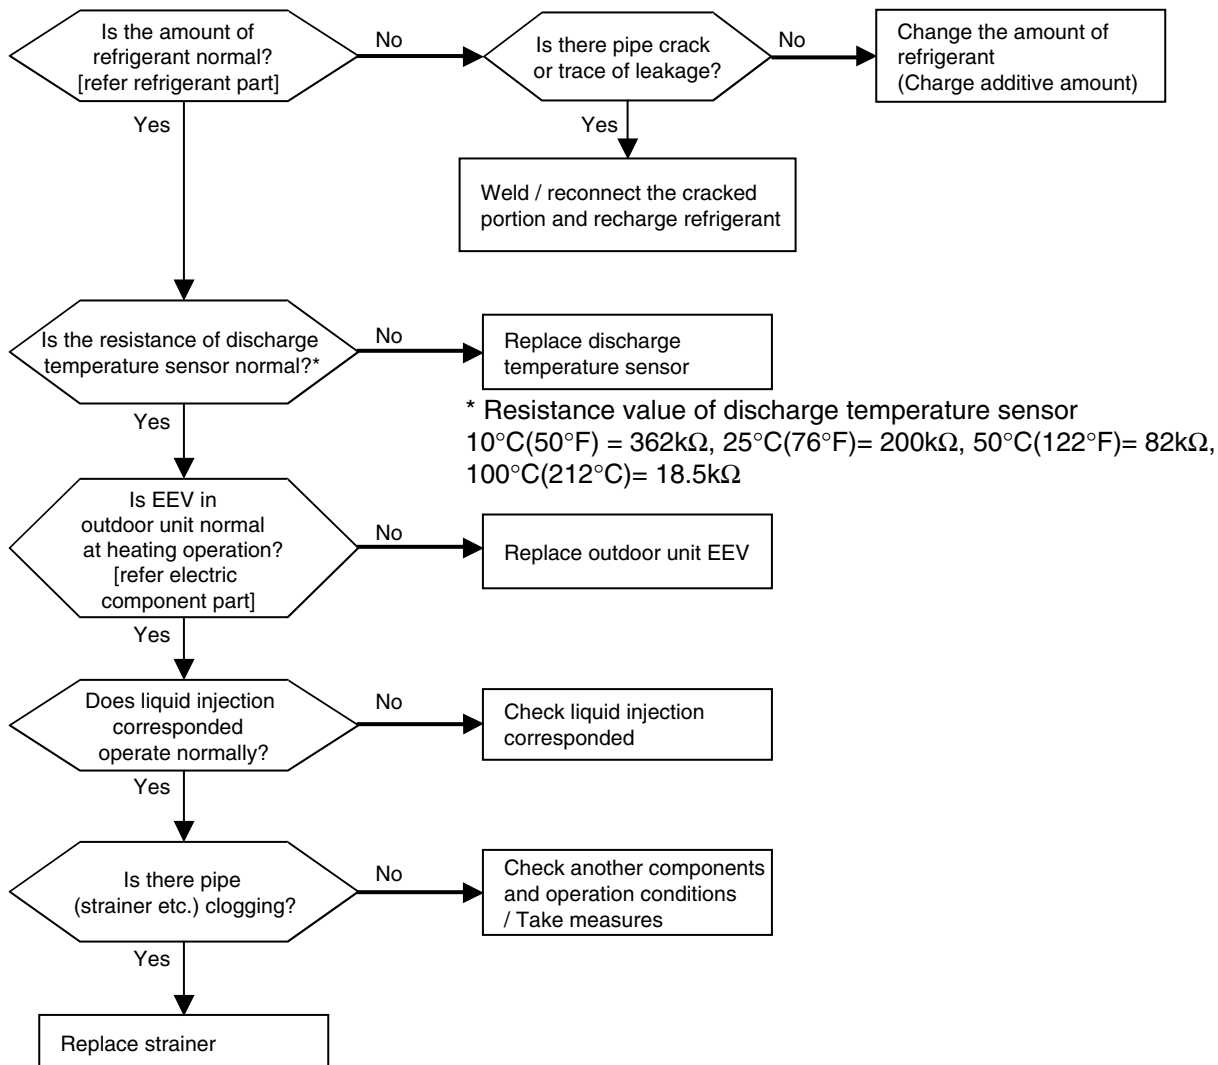 Is the amount of
refrigerant normal?
[refer refrigerant part]
No
Is there pipe crack
or trace of leakage?
No
Change the amount of
refrigerant
(Charge additive amount)
Yes
Yes
Weld / reconnect the cracked
portion and recharge refrigerant
Is the resistance of discharge
temperature sensor normal?*
No
Replace discharge
temperature sensor
* Resistance value of discharge temperature sensor
10°C(50°F) = 362kΩ, 25°C(76°F)= 200kΩ, 50°C(122°F)= 82kΩ,
100°C(212°C)= 18.5kΩ
Yes
Is EEV in
outdoor unit normal
at heating operation?
[refer electric
component part]
No
Replace outdoor unit EEV
Yes
Does liquid injection
corresponded
operate normally?
No
Check liquid injection
corresponded
Yes
Is there pipe
(strainer etc.) clogging?
No
Check another components
and operation conditions
/ Take measures
Yes
Replace strainer